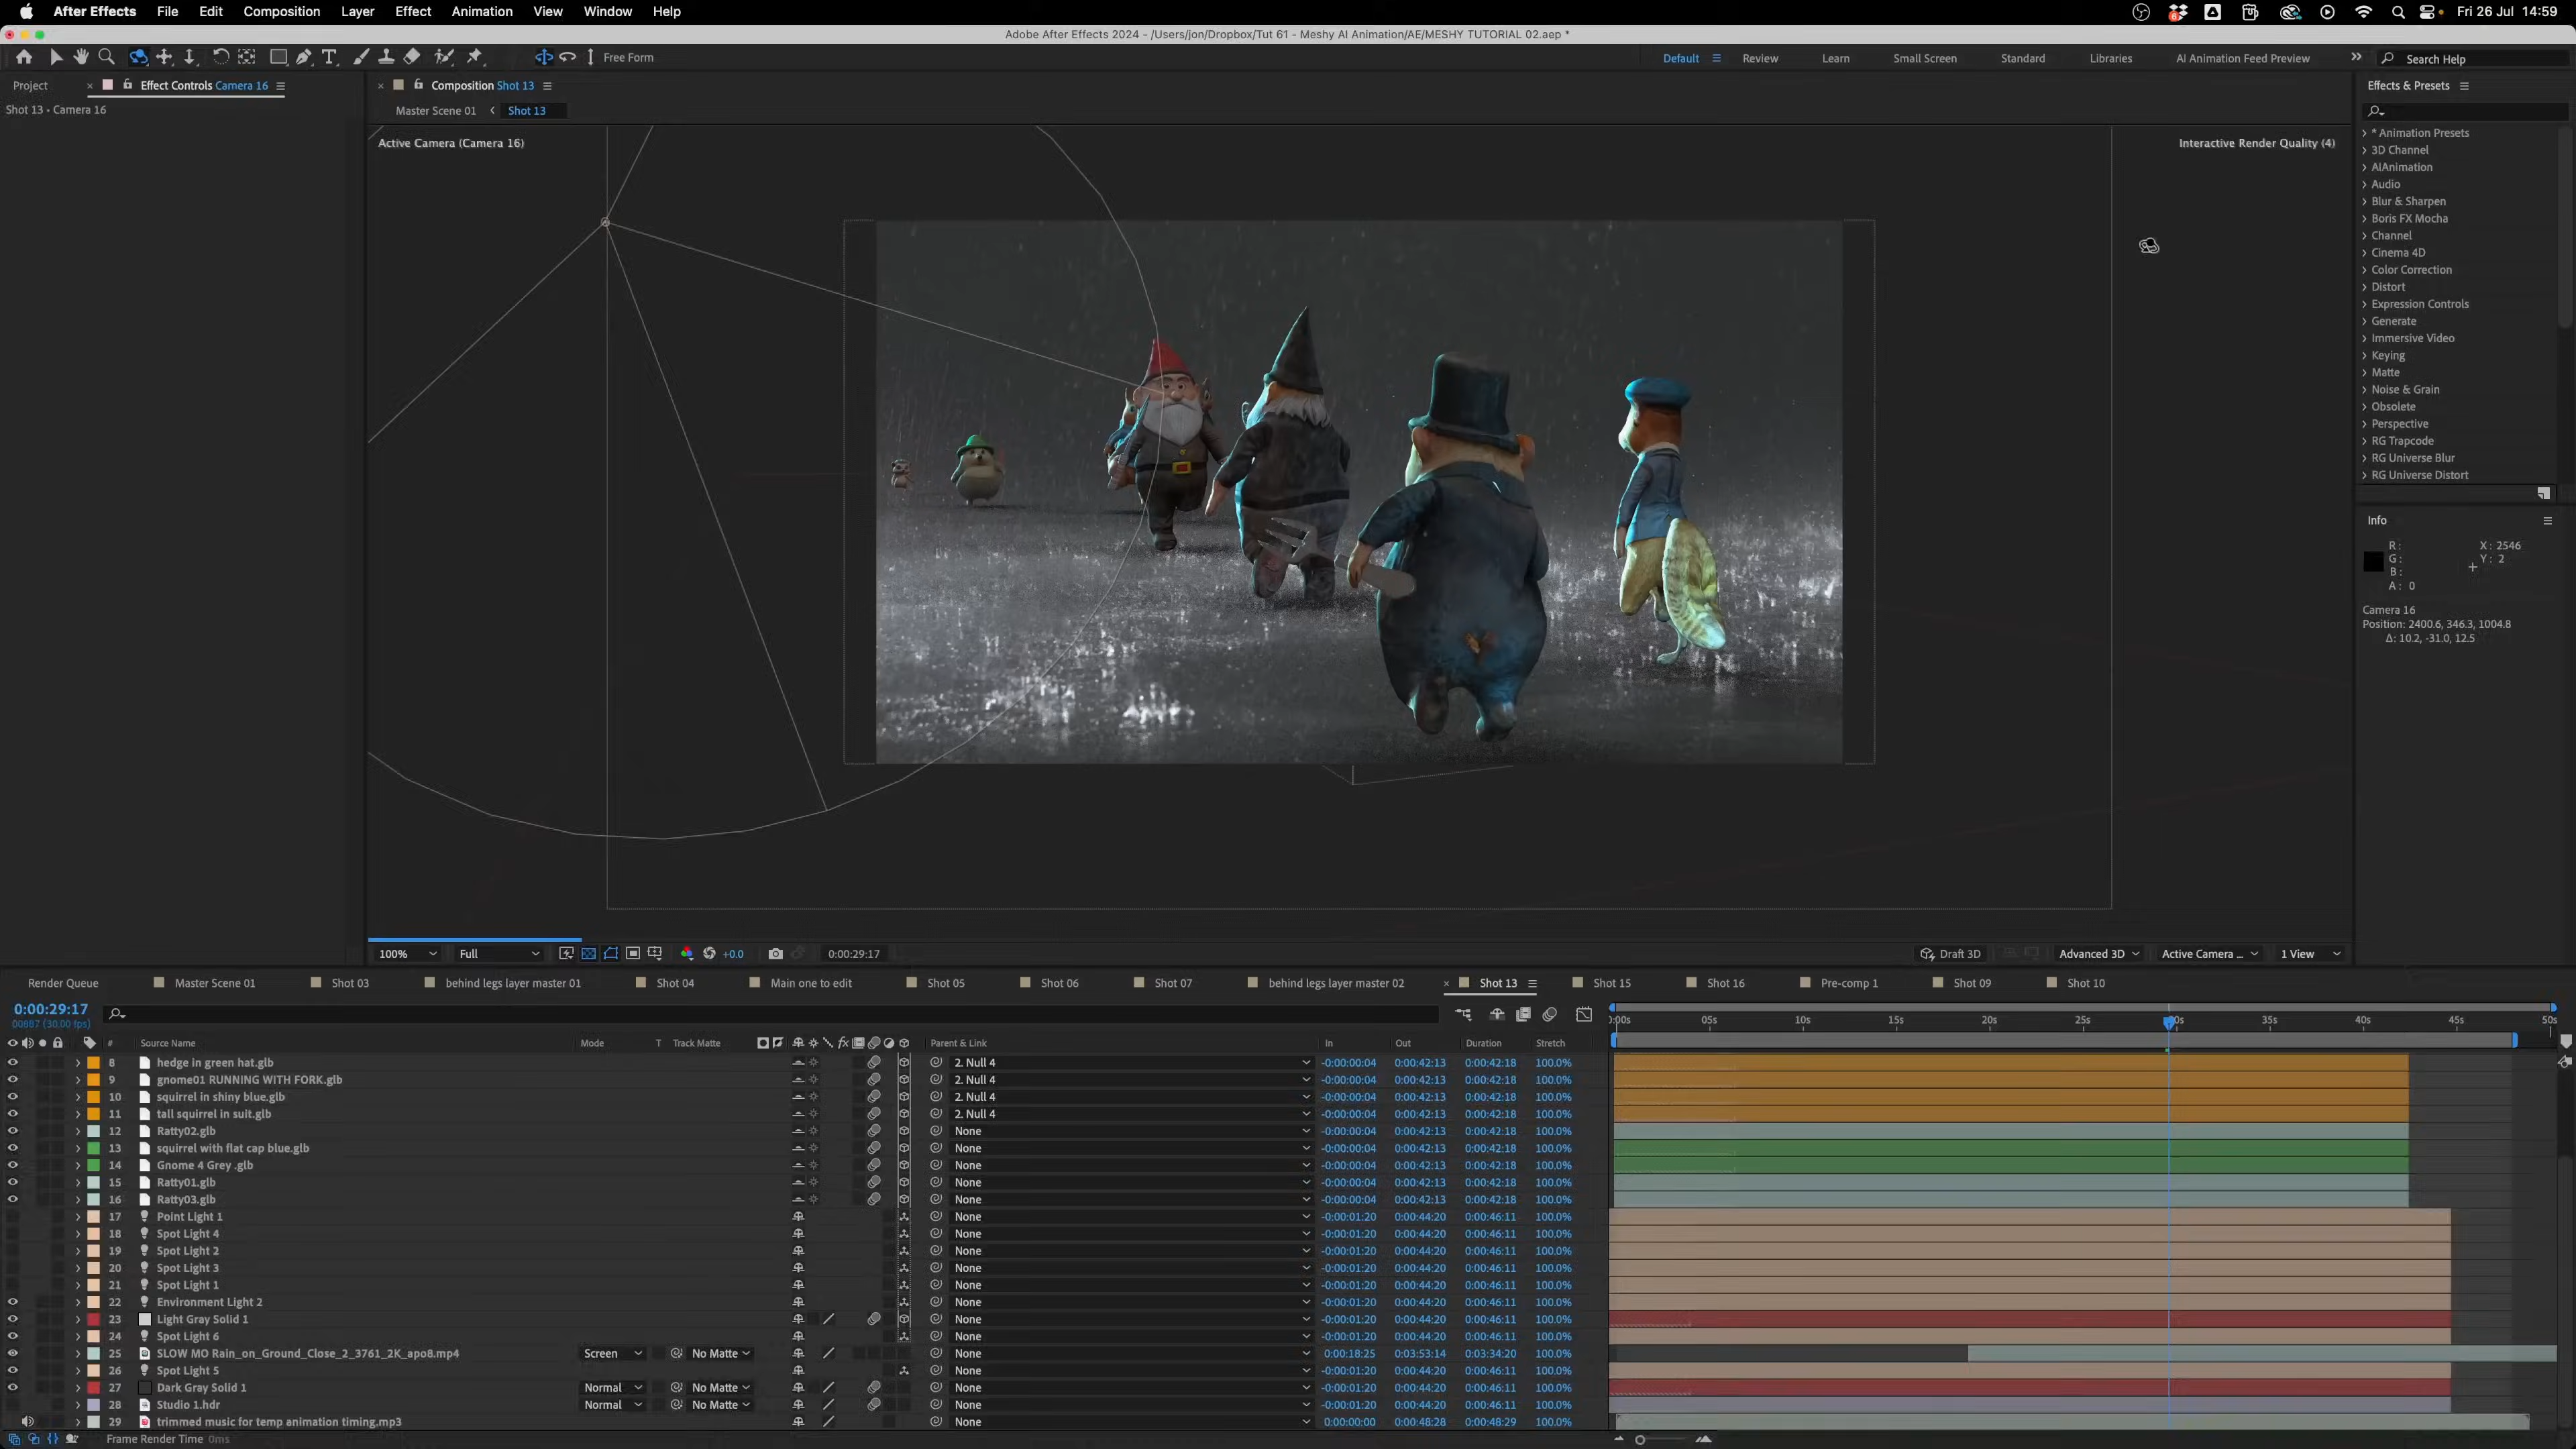 After Effects File Edit Composition Layer Effect Animation View Window Help Fri 26 Jul 14:59
Adobe After Effects 2024 - /Users/jon/Dropbox/Tut 61 - Meshy AI Animation/AE/MESHY TUTORIAL 02.aep *
Free Form Default Review Learn Small Screen Standard Libraries Ai Animation Feed Preview Search Help
Project Effect Controls Camera 16 Composition Shot 13 Effects & Presets
Shot 13 • Camera 16 Master Scene 01 Shot 13
Active Camera (Camera 16) Interactive Render Quality (4)
* Animation Presets
3D Channel
AIAnimation
Audio
Blur & Sharpen
Boris FX Mocha
Channel
Cinema 4D
Color Correction
Distort
Expression Controls
Generate
Immersive Video
Keying
Matte
Noise & Grain
Obsolete
Perspective
RG Trapcode
RG Universe Blur
RG Universe Distort
Info
R : X : 2546
G : Y : 2
B :
A : 0
Camera 16
Position: 2400.6, 346.3, 1004.8
Δ: 10.2, -31.0, 12.5
100% Full +0.0 0:00:29:17 Draft 3D Advanced 3D Active Camera ... 1 View
Render Queue Master Scene 01 Shot 03 behind legs layer master 01 Shot 04 Main one to edit Shot 05 Shot 06 Shot 07 behind legs layer master 02 Shot 13 Shot 15 Shot 16 Pre-comp 1 Shot 09 Shot 10
0:00:29:17
00887 (30.00 fps)
05s 10s 15s 20s 25s 35s 40s 45s 50s
# Source Name Mode T Track Matte Parent & Link In Out Duration Stretch
8 hedge in green hat.glb 2. Null 4 -0:00:00:04 0:00:42:13 0:00:42:18 100.0%
9 gnome01 RUNNING WITH FORK.glb 2. Null 4 -0:00:00:04 0:00:42:13 0:00:42:18 100.0%
10 squirrel in shiny blue.glb 2. Null 4 -0:00:00:04 0:00:42:13 0:00:42:18 100.0%
11 tall squirrel in suit.glb 2. Null 4 -0:00:00:04 0:00:42:13 0:00:42:18 100.0%
12 Ratty02.glb None -0:00:00:04 0:00:42:13 0:00:42:18 100.0%
13 squirrel with flat cap blue.glb None -0:00:00:04 0:00:42:13 0:00:42:18 100.0%
14 Gnome 4 Grey .glb None -0:00:00:04 0:00:42:13 0:00:42:18 100.0%
15 Ratty01.glb None -0:00:00:04 0:00:42:13 0:00:42:18 100.0%
16 Ratty03.glb None -0:00:00:04 0:00:42:13 0:00:42:18 100.0%
17 Point Light 1 None -0:00:01:20 0:00:44:20 0:00:46:11 100.0%
18 Spot Light 4 None -0:00:01:20 0:00:44:20 0:00:46:11 100.0%
19 Spot Light 2 None -0:00:01:20 0:00:44:20 0:00:46:11 100.0%
20 Spot Light 3 None -0:00:01:20 0:00:44:20 0:00:46:11 100.0%
21 Spot Light 1 None -0:00:01:20 0:00:44:20 0:00:46:11 100.0%
22 Environment Light 2 None -0:00:01:20 0:00:44:20 0:00:46:11 100.0%
23 Light Gray Solid 1 None -0:00:01:20 0:00:44:20 0:00:46:11 100.0%
24 Spot Light 6 None -0:00:01:20 0:00:44:20 0:00:46:11 100.0%
25 SLOW MO Rain_on_Ground_Close_2_3761_2K_apo8.mp4 Screen No Matte None 0:00:18:25 0:03:53:14 0:03:34:20 100.0%
26 Spot Light 5 None -0:00:01:20 0:00:44:20 0:00:46:11 100.0%
27 Dark Gray Solid 1 Normal No Matte None -0:00:01:20 0:00:44:20 0:00:46:11 100.0%
28 Studio 1.hdr Normal No Matte None -0:00:01:20 0:00:44:20 0:00:46:11 100.0%
29 trimmed music for temp animation timing.mp3 None 0:00:00:00 0:00:48:28 0:00:48:29 100.0%
Frame Render Time 0ms